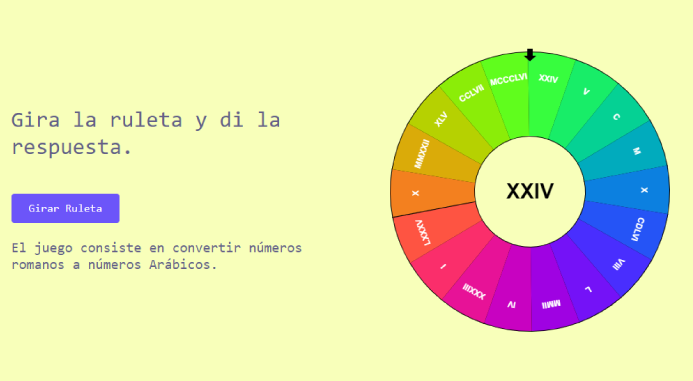 Gira la ruleta y di la
respuesta.
Girar Ruleta
El juego consiste en convertir números
romanos a números Arábicos.
XXIV
XXIV
V
C
M
X
CDLVI
VIII
L
MMII
IV
XXXIII
I
LXXXV
X
MMXXII
XLV
CCLVII
MCCCLVI